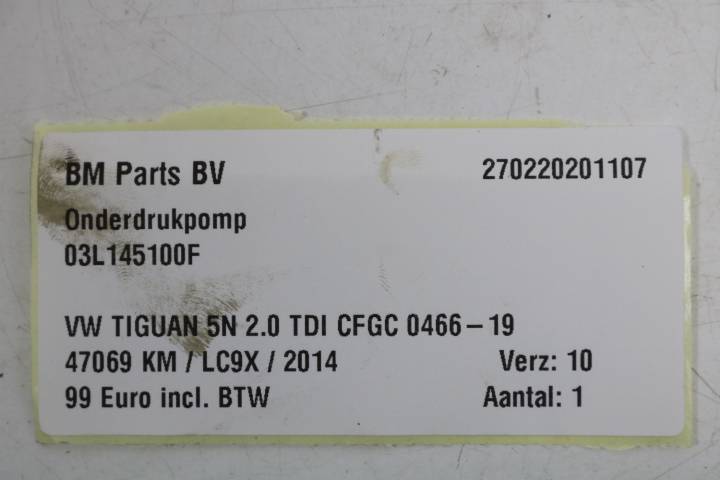 BM Parts BV 270220201107
Onderdrukpomp
03L145100F
VW TIGUAN 5N 2.0 TDI CFGC 0466-19
47069 KM / LC9X / 2014 Verz: 10
99 Euro incl. BTW Aantal: 1